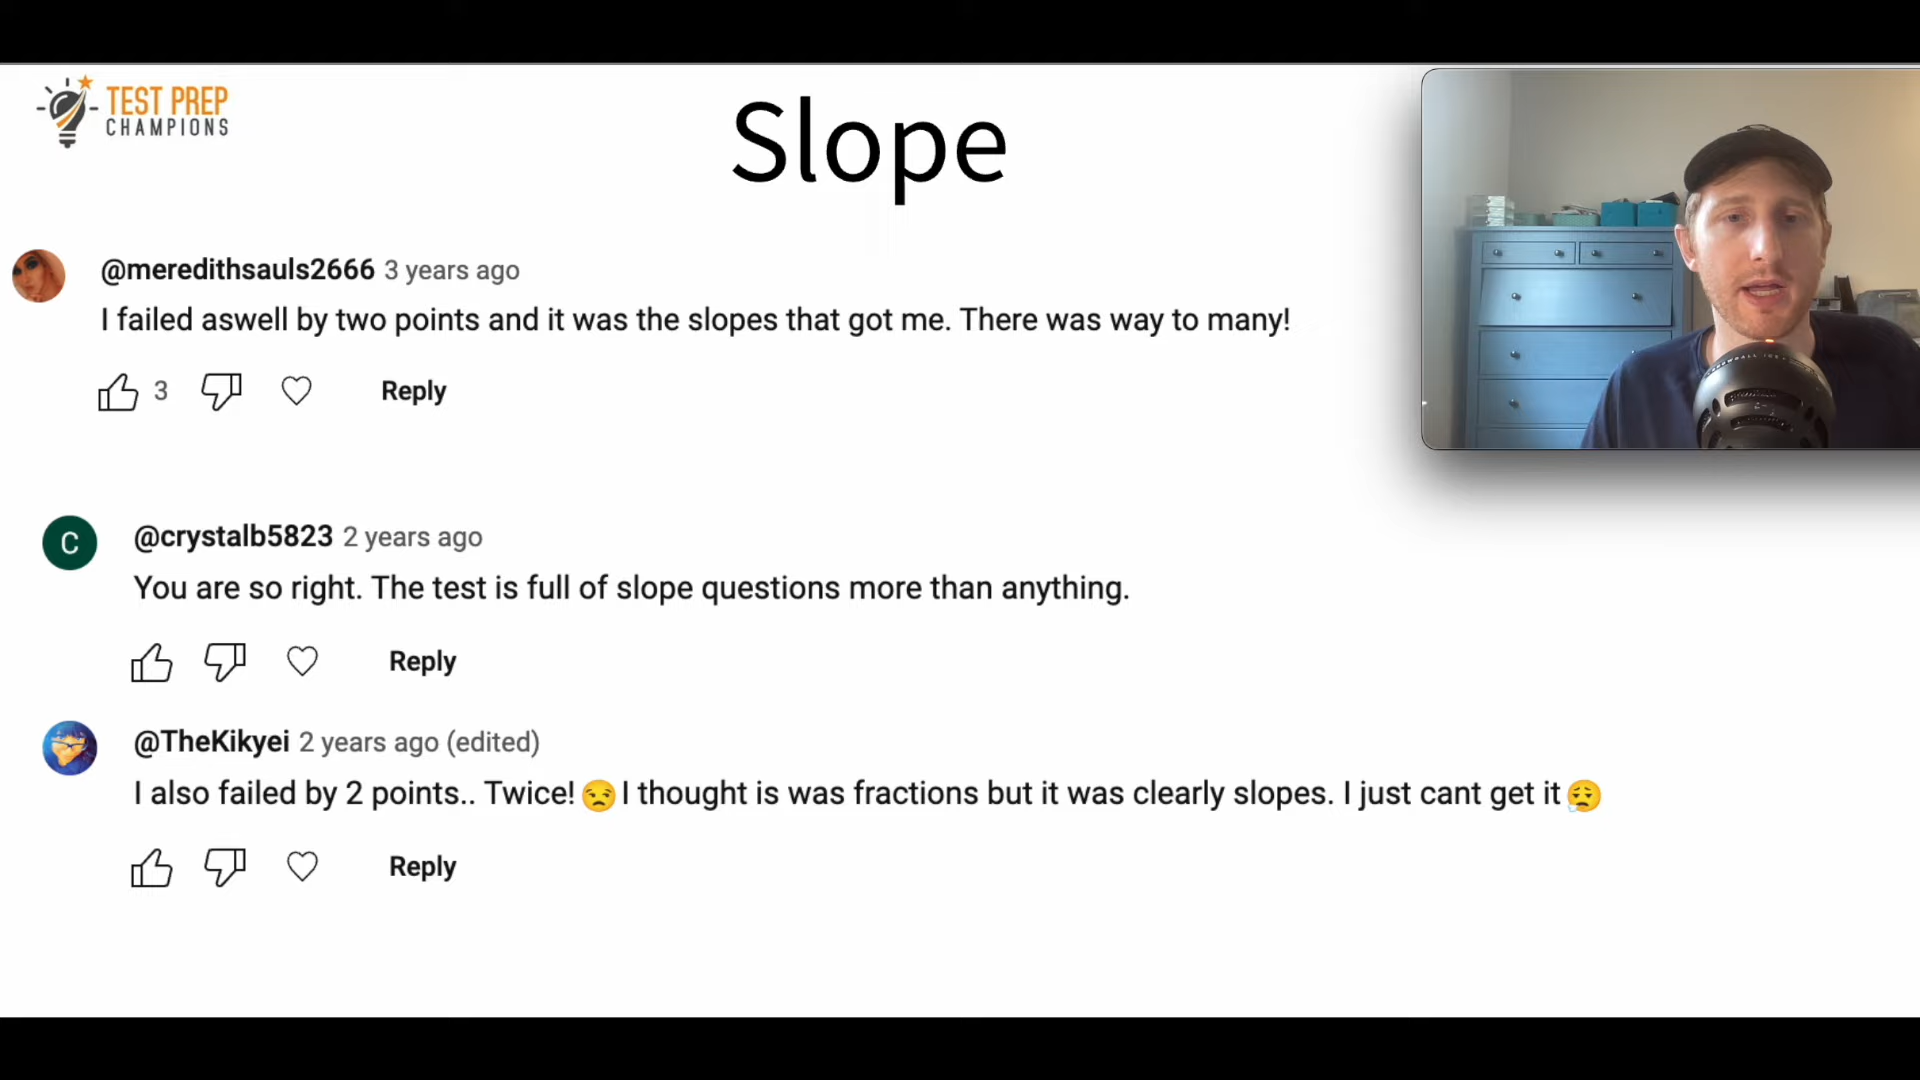 TEST PREP
CHAMPIONS
Slope
@meredithsauls2666 3 years ago
I failed aswell by two points and it was the slopes that got me. There was way to many!
3 Reply
C
@crystalb5823 2 years ago
You are so right. The test is full of slope questions more than anything.
Reply
@TheKikyei 2 years ago (edited)
I also failed by 2 points.. Twice! 😒 I thought is was fractions but it was clearly slopes. I just cant get it 😮‍💨
Reply